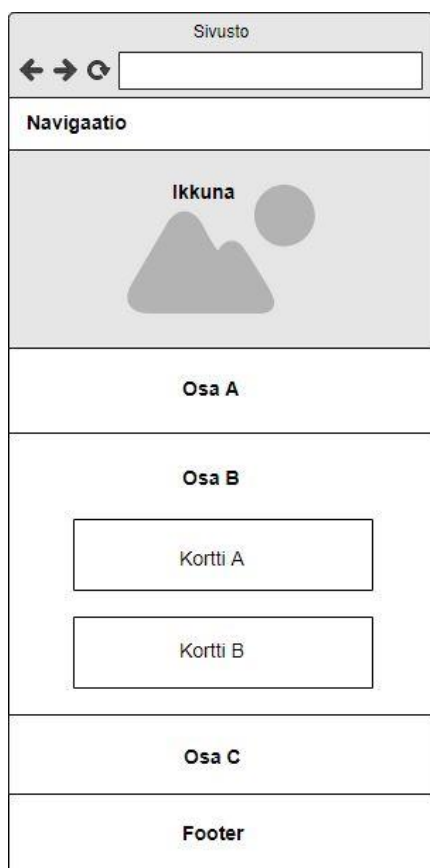 Sivusto
Navigaatio
Ikkuna
Osa A
Osa B
Kortti A
Kortti B
Osa C
Footer